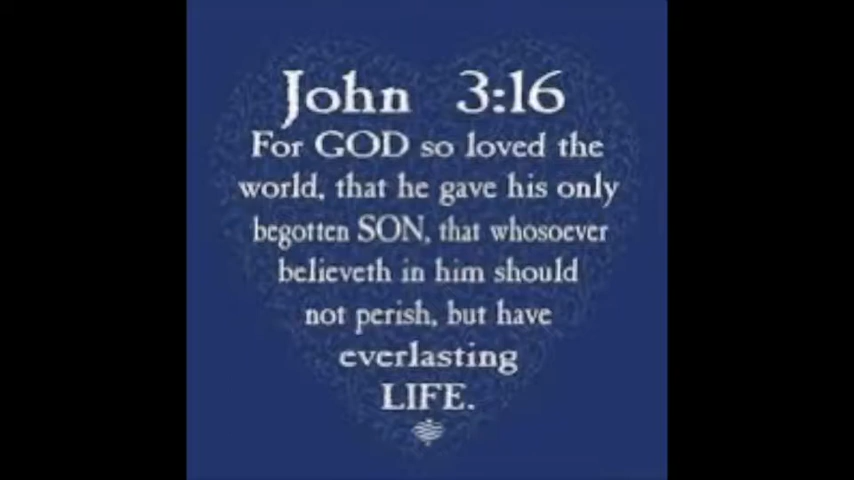 John 3:16
For GOD so loved the
world, that he gave his only
begotten SON, that whosoever
believeth in him should
not perish, but have
everlasting
LIFE.